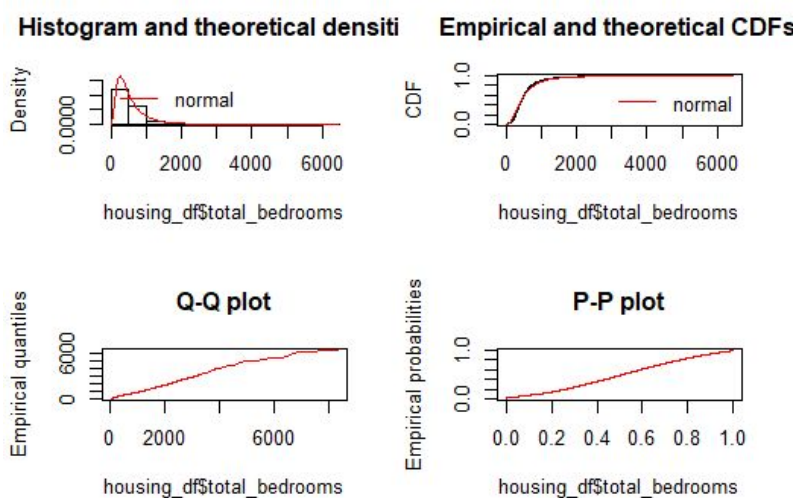 Histogram and theoretical densiti
Density
0.0000
normal
0 2000 4000 6000
housing_df$total_bedrooms
Empirical and theoretical CDFs
CDF
0.0 1.0
normal
0 2000 4000 6000
housing_df$total_bedrooms
Q-Q plot
Empirical quantiles
0 6000
0 2000 6000
housing_df$total_bedrooms
P-P plot
Empirical probabilities
0.0 1.0
0.0 0.2 0.4 0.6 0.8 1.0
housing_df$total_bedrooms